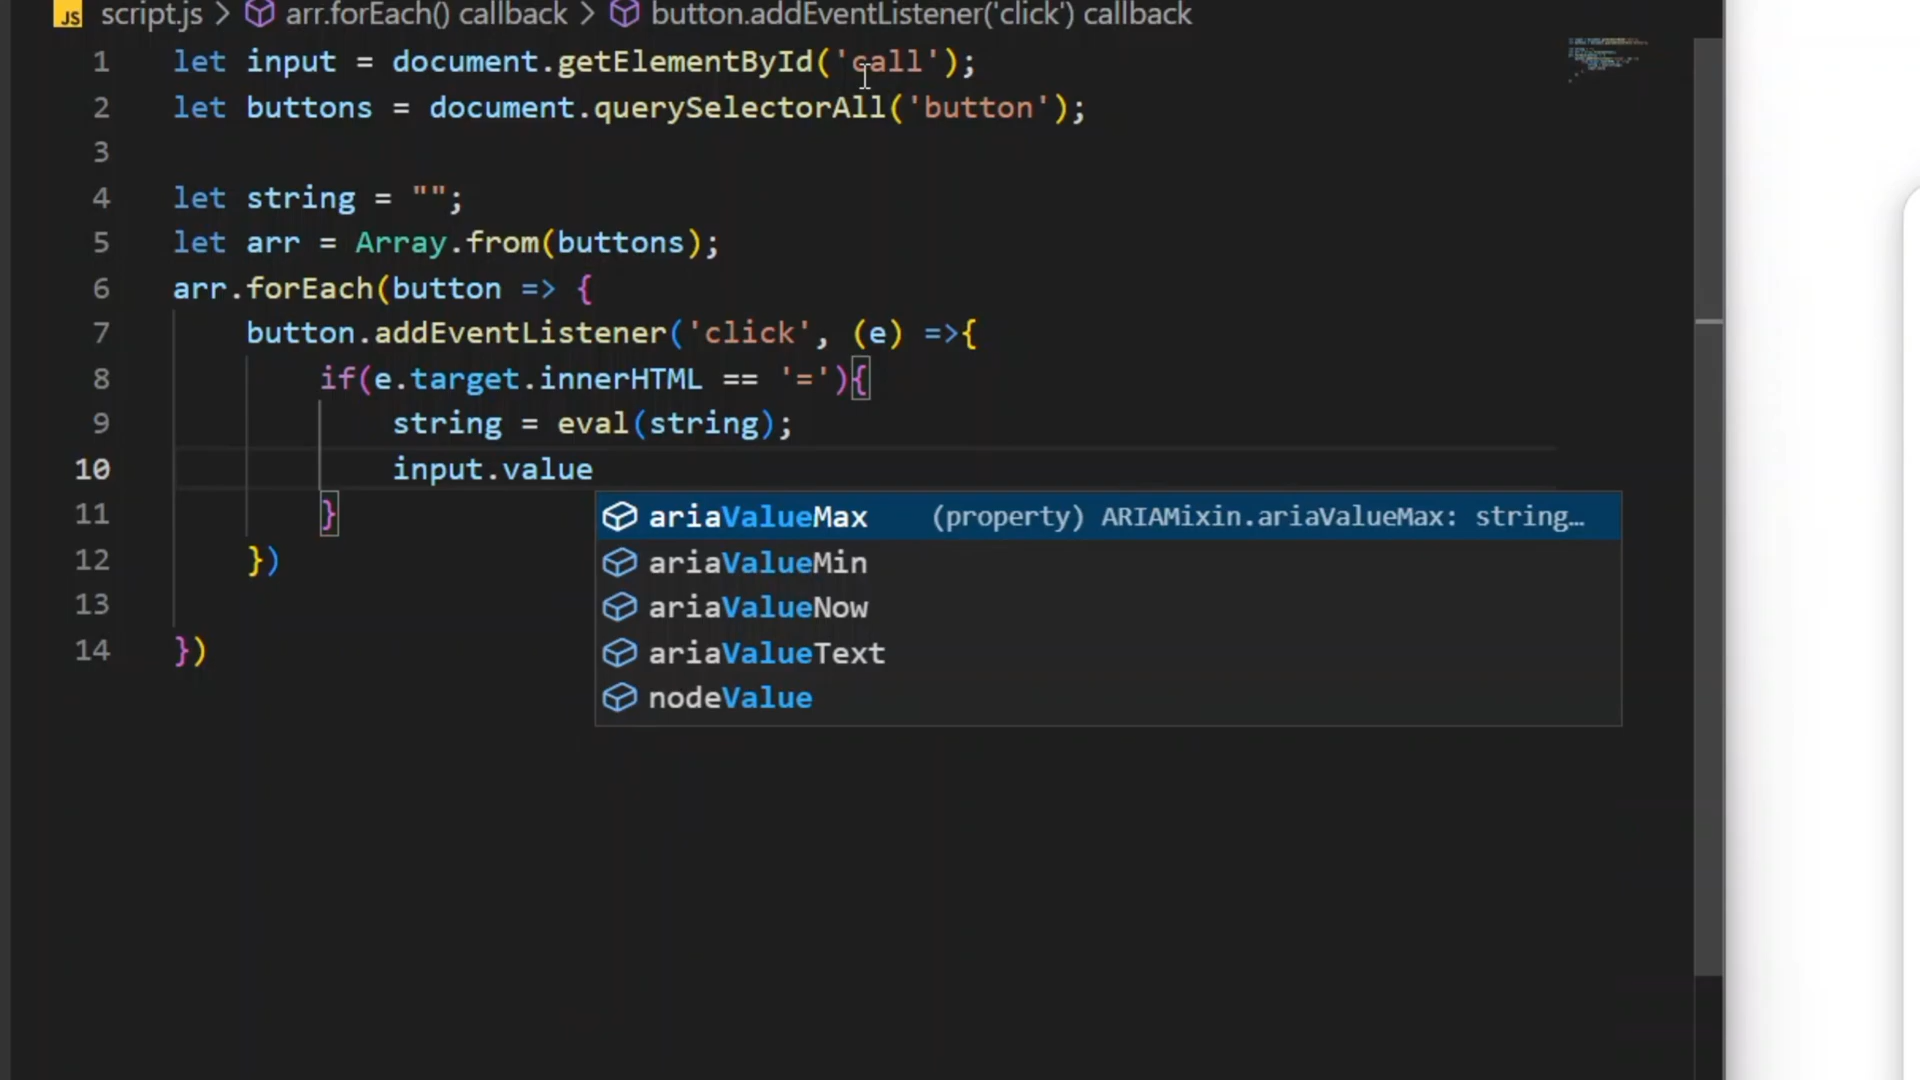 JS script.js > arr.forEach() callback > button.addEventListener('click') callback
1 let input = document.getElementById('call');
2 let buttons = document.querySelectorAll('button');
3
4 let string = "";
5 let arr = Array.from(buttons);
6 arr.forEach(button => {
7 button.addEventListener('click', (e) =>{
8 if(e.target.innerHTML == '='){
9 string = eval(string);
10 input.value
11 }
ariaValueMax (property) ARIAMixin.ariaValueMax: string…
12 })
ariaValueMin
13
ariaValueNow
14 })
ariaValueText
nodeValue